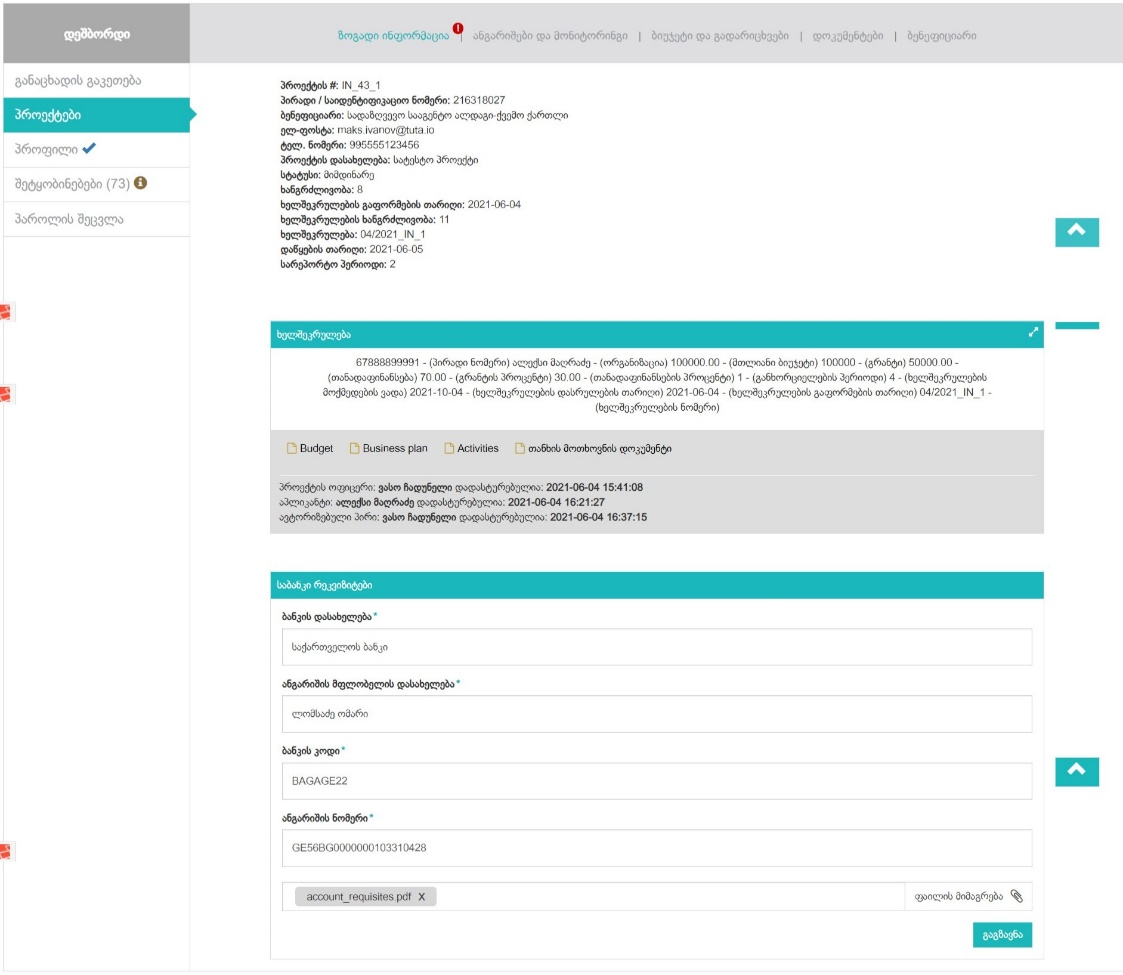 დეშბორდი
ზოგადი ინფორმაცია ! | ანგარიშები და მონიტორინგი | ბიუჯეტი და გადარიცხვები | დოკუმენტები | ბენეფიციარი
განაცხადის გაკეთება
პროექტები
პროფილი
შეტყობინებები (73)
პაროლის შეცვლა
პროექტის #: IN_43_1
პირადი / საიდენტიფიკაციო ნომერი: 216318027
ბენეფიციარი: სადაზღვევო სააგენტო ალდაგი-ქვემო ქართლი
ელ-ფოსტა: maks.ivanov@tuta.io
ტელ. ნომერი: 995555123456
პროექტის დასახელება: სატესტო პროექტი
სტატუსი: მიმდინარე
ხანგრძლივობა: 8
ხელშეკრულების გაფორმების თარიღი: 2021-06-04
ხელშეკრულების ხანგრძლივობა: 11
ხელშეკრულება: 04/2021_IN_1
დაწყების თარიღი: 2021-06-05
სარეპორტო პერიოდი: 2
ხელშეკრულება
67888899991 - (პირადი ნომერი) ალექსი მაღრაძე - (ორგანიზაცია) 100000.00 - (მთლიანი ბიუჯეტი) 100000 - (გრანტი) 50000.00 -
(თანადაფინანსება) 70.00 - (გრანტის პროცენტი) 30.00 - (თანადაფინანსების პროცენტი) 1 - (განხორციელების პერიოდი) 4 - (ხელშეკრულების
მოქმედების ვადა) 2021-10-04 - (ხელშეკრულების დასრულების თარიღი) 2021-06-04 - (ხელშეკრულების გაფორმების თარიღი) 04/2021_IN_1 -
(ხელშეკრულების ნომერი)
Budget Business plan Activities თანხის მოთხოვნის დოკუმენტი
პროექტის ოფიცერი: ვასო ჩადუნელი დადასტურებულია: 2021-06-04 15:41:08
აპლიკანტი: ალექსი მაღრაძე დადასტურებულია: 2021-06-04 16:21:27
ავტორიზებული პირი: ვასო ჩადუნელი დადასტურებულია: 2021-06-04 16:37:15
საბანკი რეკვიზიტები
ბანკის დასახელება *
საქართველოს ბანკი
ანგარიშის მფლობელის დასახელება *
ლომსაძე ომარი
ბანკის კოდი *
BAGAGE22
ანგარიშის ნომერი *
GE56BG0000000103310428
account_requisites.pdf X ფაილის მიმაგრება
გაგზავნა